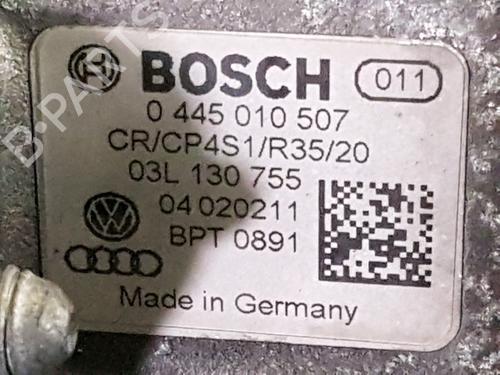 BOSCH 011
0 445 010 507
CR/CP4S1/R35/20
03L 130 755
04 020211
BPT 0891
Made in Germany